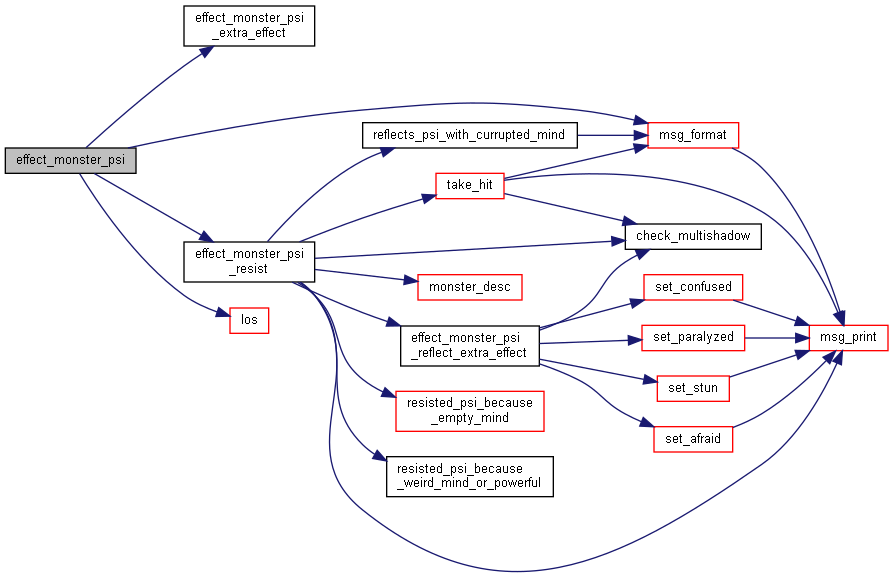 effect_monster_psi
_extra_effect
effect_monster_psi
reflects_psi_with_currupted_mind
msg_format
take_hit
check_multishadow
effect_monster_psi
_resist
monster_desc
set_confused
los
effect_monster_psi
_reflect_extra_effect
set_paralyzed
msg_print
set_stun
resisted_psi_because
_empty_mind
set_afraid
resisted_psi_because
_weird_mind_or_powerful